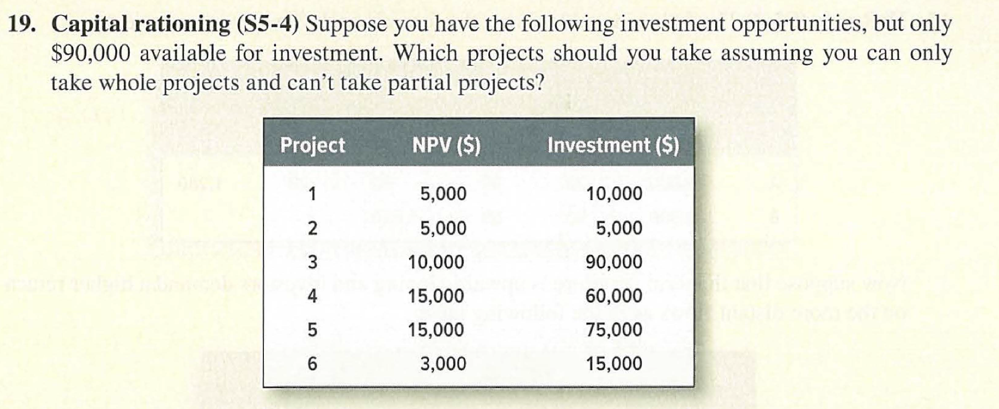 19. Capital rationing (S5-4) Suppose you have the following investment opportunities, but only
$90,000 available for investment. Which projects should you take assuming you can only
take whole projects and can't take partial projects?
Project NPV ($) Investment ($)
1 5,000 10,000
2 5,000 5,000
3 10,000 90,000
4 15,000 60,000
5 15,000 75,000
6 3,000 15,000